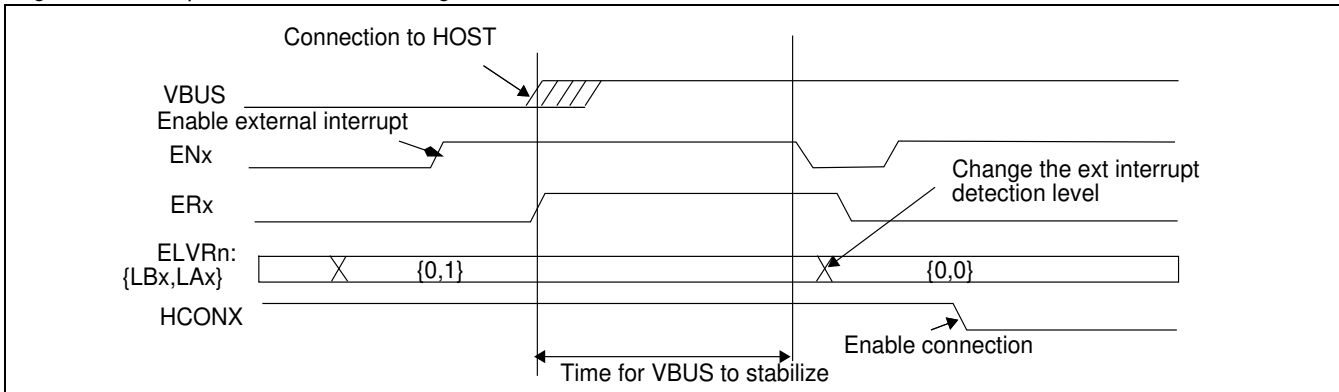 Connection to HOST
VBUS
Enable external interrupt
ENx
Change the ext interrupt
detection level
ERx
ELVRn:
{LBx,LAx}
{0,1}
{0,0}
HCONX
Enable connection
Time for VBUS to stabilize